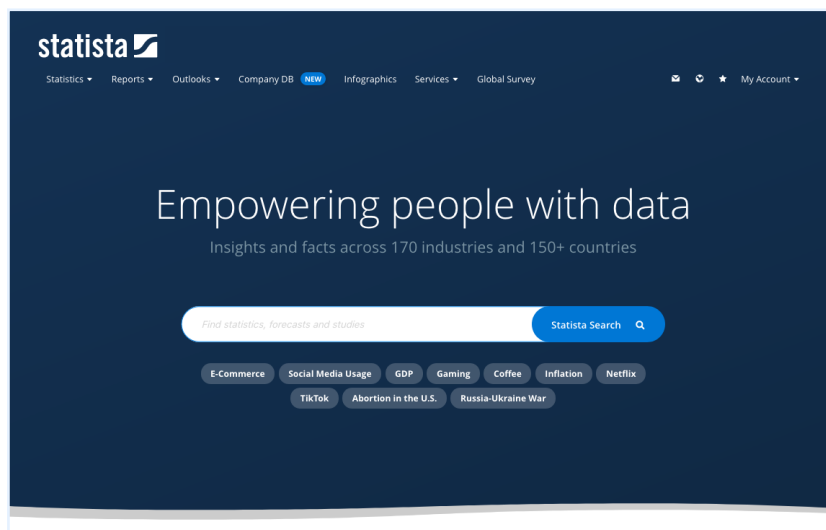 statista
Statistics Reports Outlooks Company DB NEW Infographics Services Global Survey My Account
Empowering people with data
Insights and facts across 170 industries and 150+ countries
Find statistics, forecasts and studies Statista Search
E-Commerce Social Media Usage GDP Gaming Coffee Inflation Netflix
TikTok Abortion in the U.S. Russia-Ukraine War